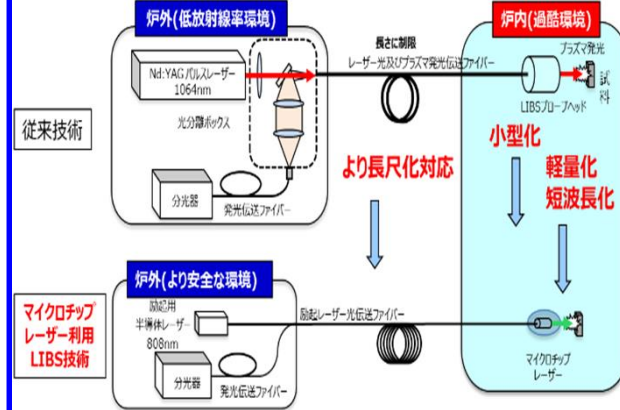 炉外(低放射線率環境)
炉内(過酷環境)
従来技術
Nd:YAGパルスレーザー
1064nm
光分離ボックス
分光器
発光伝送ファイバー
長さに制限
レーザー光及びプラズマ発光伝送ファイバー
プラズマ発光
試料
LIBSプローブヘッド
より長尺化対応
小型化
軽量化
短波長化
炉外(より安全な環境)
マイクロチップ
レーザー利用
LIBS技術
励起用
半導体レーザー
808nm
分光器
発光伝送ファイバー
励起レーザー光伝送ファイバー
マイクロチップ
レーザー